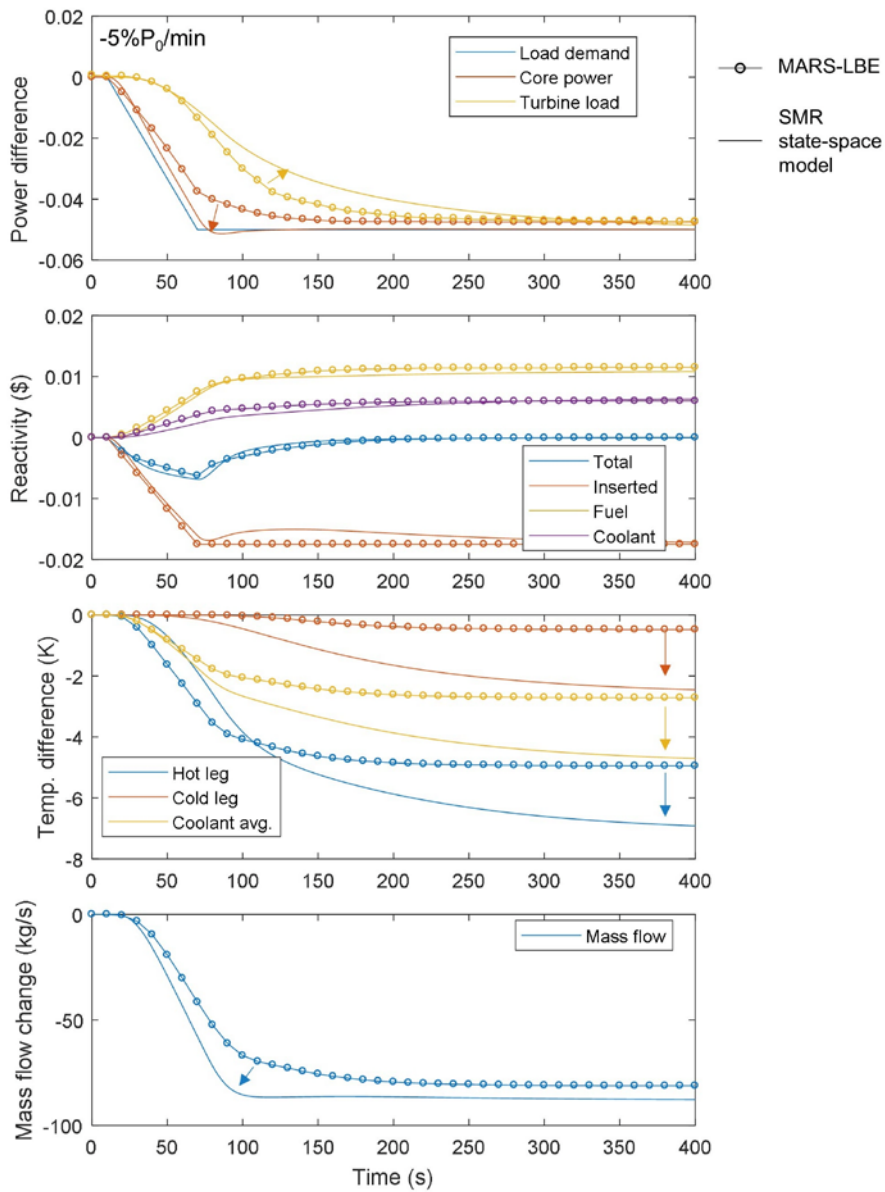 -5%P0/min
0.02
0
-0.02
-0.04
-0.06
Power difference
Load demand
Core power
Turbine load
MARS-LBE
SMR
state-space
model
0 50 100 150 200 250 300 350 400
0.02
0.01
0
-0.01
-0.02
Reactivity ($)
Total
Inserted
Fuel
Coolant
0 50 100 150 200 250 300 350 400
0
-2
-4
-6
-8
Temp. difference (K)
Hot leg
Cold leg
Coolant avg.
0 50 100 150 200 250 300 350 400
0
-50
-100
Mass flow change (kg/s)
Mass flow
0 50 100 150 200 250 300 350 400
Time (s)